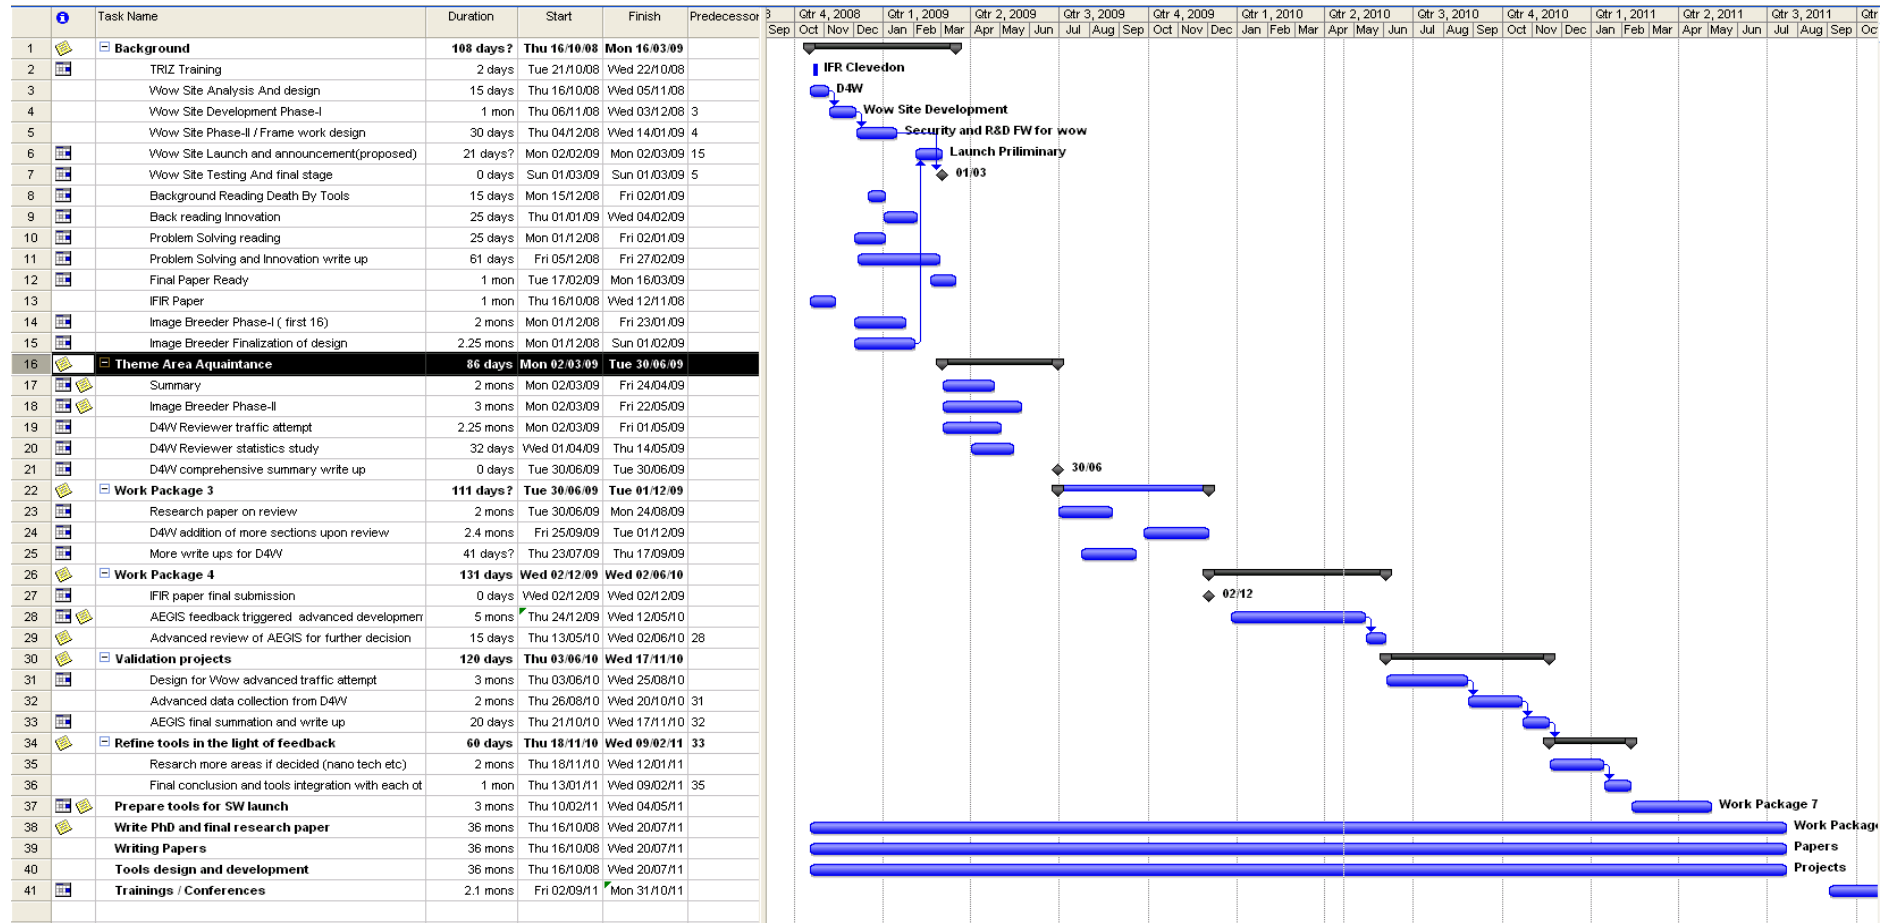 Task Name Duration Start Finish Predecessor 3 Qtr 4, 2008 Qtr 1, 2009 Qtr 2, 2009 Qtr 3, 2009 Qtr 4, 2009 Qtr 1, 2010 Qtr 2, 2010 Qtr 3, 2010 Qtr 4, 2010 Qtr 1, 2011 Qtr 2, 2011 Qtr 3, 2011 Qtr
Sep Oct Nov Dec Jan Feb Mar Apr May Jun Jul Aug Sep Oct Nov Dec Jan Feb Mar Apr May Jun Jul Aug Sep Oct Nov Dec Jan Feb Mar Apr May Jun Jul Aug Sep Oc
1 Background 108 days? Thu 16/10/08 Mon 16/03/09
2 TRIZ Training 2 days Tue 21/10/08 Wed 22/10/08 IFR Clevedon
3 Wow Site Analysis And design 15 days Thu 16/10/08 Wed 05/11/08 D4W
4 Wow Site Development Phase-I 1 mon Thu 06/11/08 Wed 03/12/08 3 Wow Site Development
5 Wow Site Phase-II / Frame work design 30 days Thu 04/12/08 Wed 14/01/09 4 Security and R&D FW for wow
6 Wow Site Launch and announcement(proposed) 21 days? Mon 02/02/09 Mon 02/03/09 15 Launch Priliminary
7 Wow Site Testing And final stage 0 days Sun 01/03/09 Sun 01/03/09 5 01/03
8 Background Reading Death By Tools 15 days Mon 15/12/08 Fri 02/01/09
9 Back reading Innovation 25 days Thu 01/01/09 Wed 04/02/09
10 Problem Solving reading 25 days Mon 01/12/08 Fri 02/01/09
11 Problem Solving and Innovation write up 61 days Fri 05/12/08 Fri 27/02/09
12 Final Paper Ready 1 mon Tue 17/02/09 Mon 16/03/09
13 IFIR Paper 1 mon Thu 16/10/08 Wed 12/11/08
14 Image Breeder Phase-I ( first 16) 2 mons Mon 01/12/08 Fri 23/01/09
15 Image Breeder Finalization of design 2.25 mons Mon 01/12/08 Sun 01/02/09
16 Theme Area Aquaintance 86 days Mon 02/03/09 Tue 30/06/09
17 Summary 2 mons Mon 02/03/09 Fri 24/04/09
18 Image Breeder Phase-II 3 mons Mon 02/03/09 Fri 22/05/09
19 D4W Reviewer traffic attempt 2.25 mons Mon 02/03/09 Fri 01/05/09
20 D4W Reviewer statistics study 32 days Wed 01/04/09 Thu 14/05/09
21 D4W comprehensive summary write up 0 days Tue 30/06/09 Tue 30/06/09 30/06
22 Work Package 3 111 days? Tue 30/06/09 Tue 01/12/09
23 Research paper on review 2 mons Tue 30/06/09 Mon 24/08/09
24 D4W addition of more sections upon review 2.4 mons Fri 25/09/09 Tue 01/12/09
25 More write ups for D4W 41 days? Thu 23/07/09 Thu 17/09/09
26 Work Package 4 131 days Wed 02/12/09 Wed 02/06/10
27 IFIR paper final submission 0 days Wed 02/12/09 Wed 02/12/09 02/12
28 AEGIS feedback triggered advanced developmen 5 mons Thu 24/12/09 Wed 12/05/10
29 Advanced review of AEGIS for further decision 15 days Thu 13/05/10 Wed 02/06/10 28
30 Validation projects 120 days Thu 03/06/10 Wed 17/11/10
31 Design for Wow advanced traffic attempt 3 mons Thu 03/06/10 Wed 25/08/10
32 Advanced data collection from D4W 2 mons Thu 26/08/10 Wed 20/10/10 31
33 AEGIS final summation and write up 20 days Thu 21/10/10 Wed 17/11/10 32
34 Refine tools in the light of feedback 60 days Thu 18/11/10 Wed 09/02/11 33
35 Resarch more areas if decided (nano tech etc) 2 mons Thu 18/11/10 Wed 12/01/11
36 Final conclusion and tools integration with each ot 1 mon Thu 13/01/11 Wed 09/02/11 35
37 Prepare tools for SW launch 3 mons Thu 10/02/11 Wed 04/05/11 Work Package 7
38 Write PhD and final research paper 36 mons Thu 16/10/08 Wed 20/07/11 Work Package
39 Writing Papers 36 mons Thu 16/10/08 Wed 20/07/11 Papers
40 Tools design and development 36 mons Thu 16/10/08 Wed 20/07/11 Projects
41 Trainings / Conferences 2.1 mons Fri 02/09/11 Mon 31/10/11